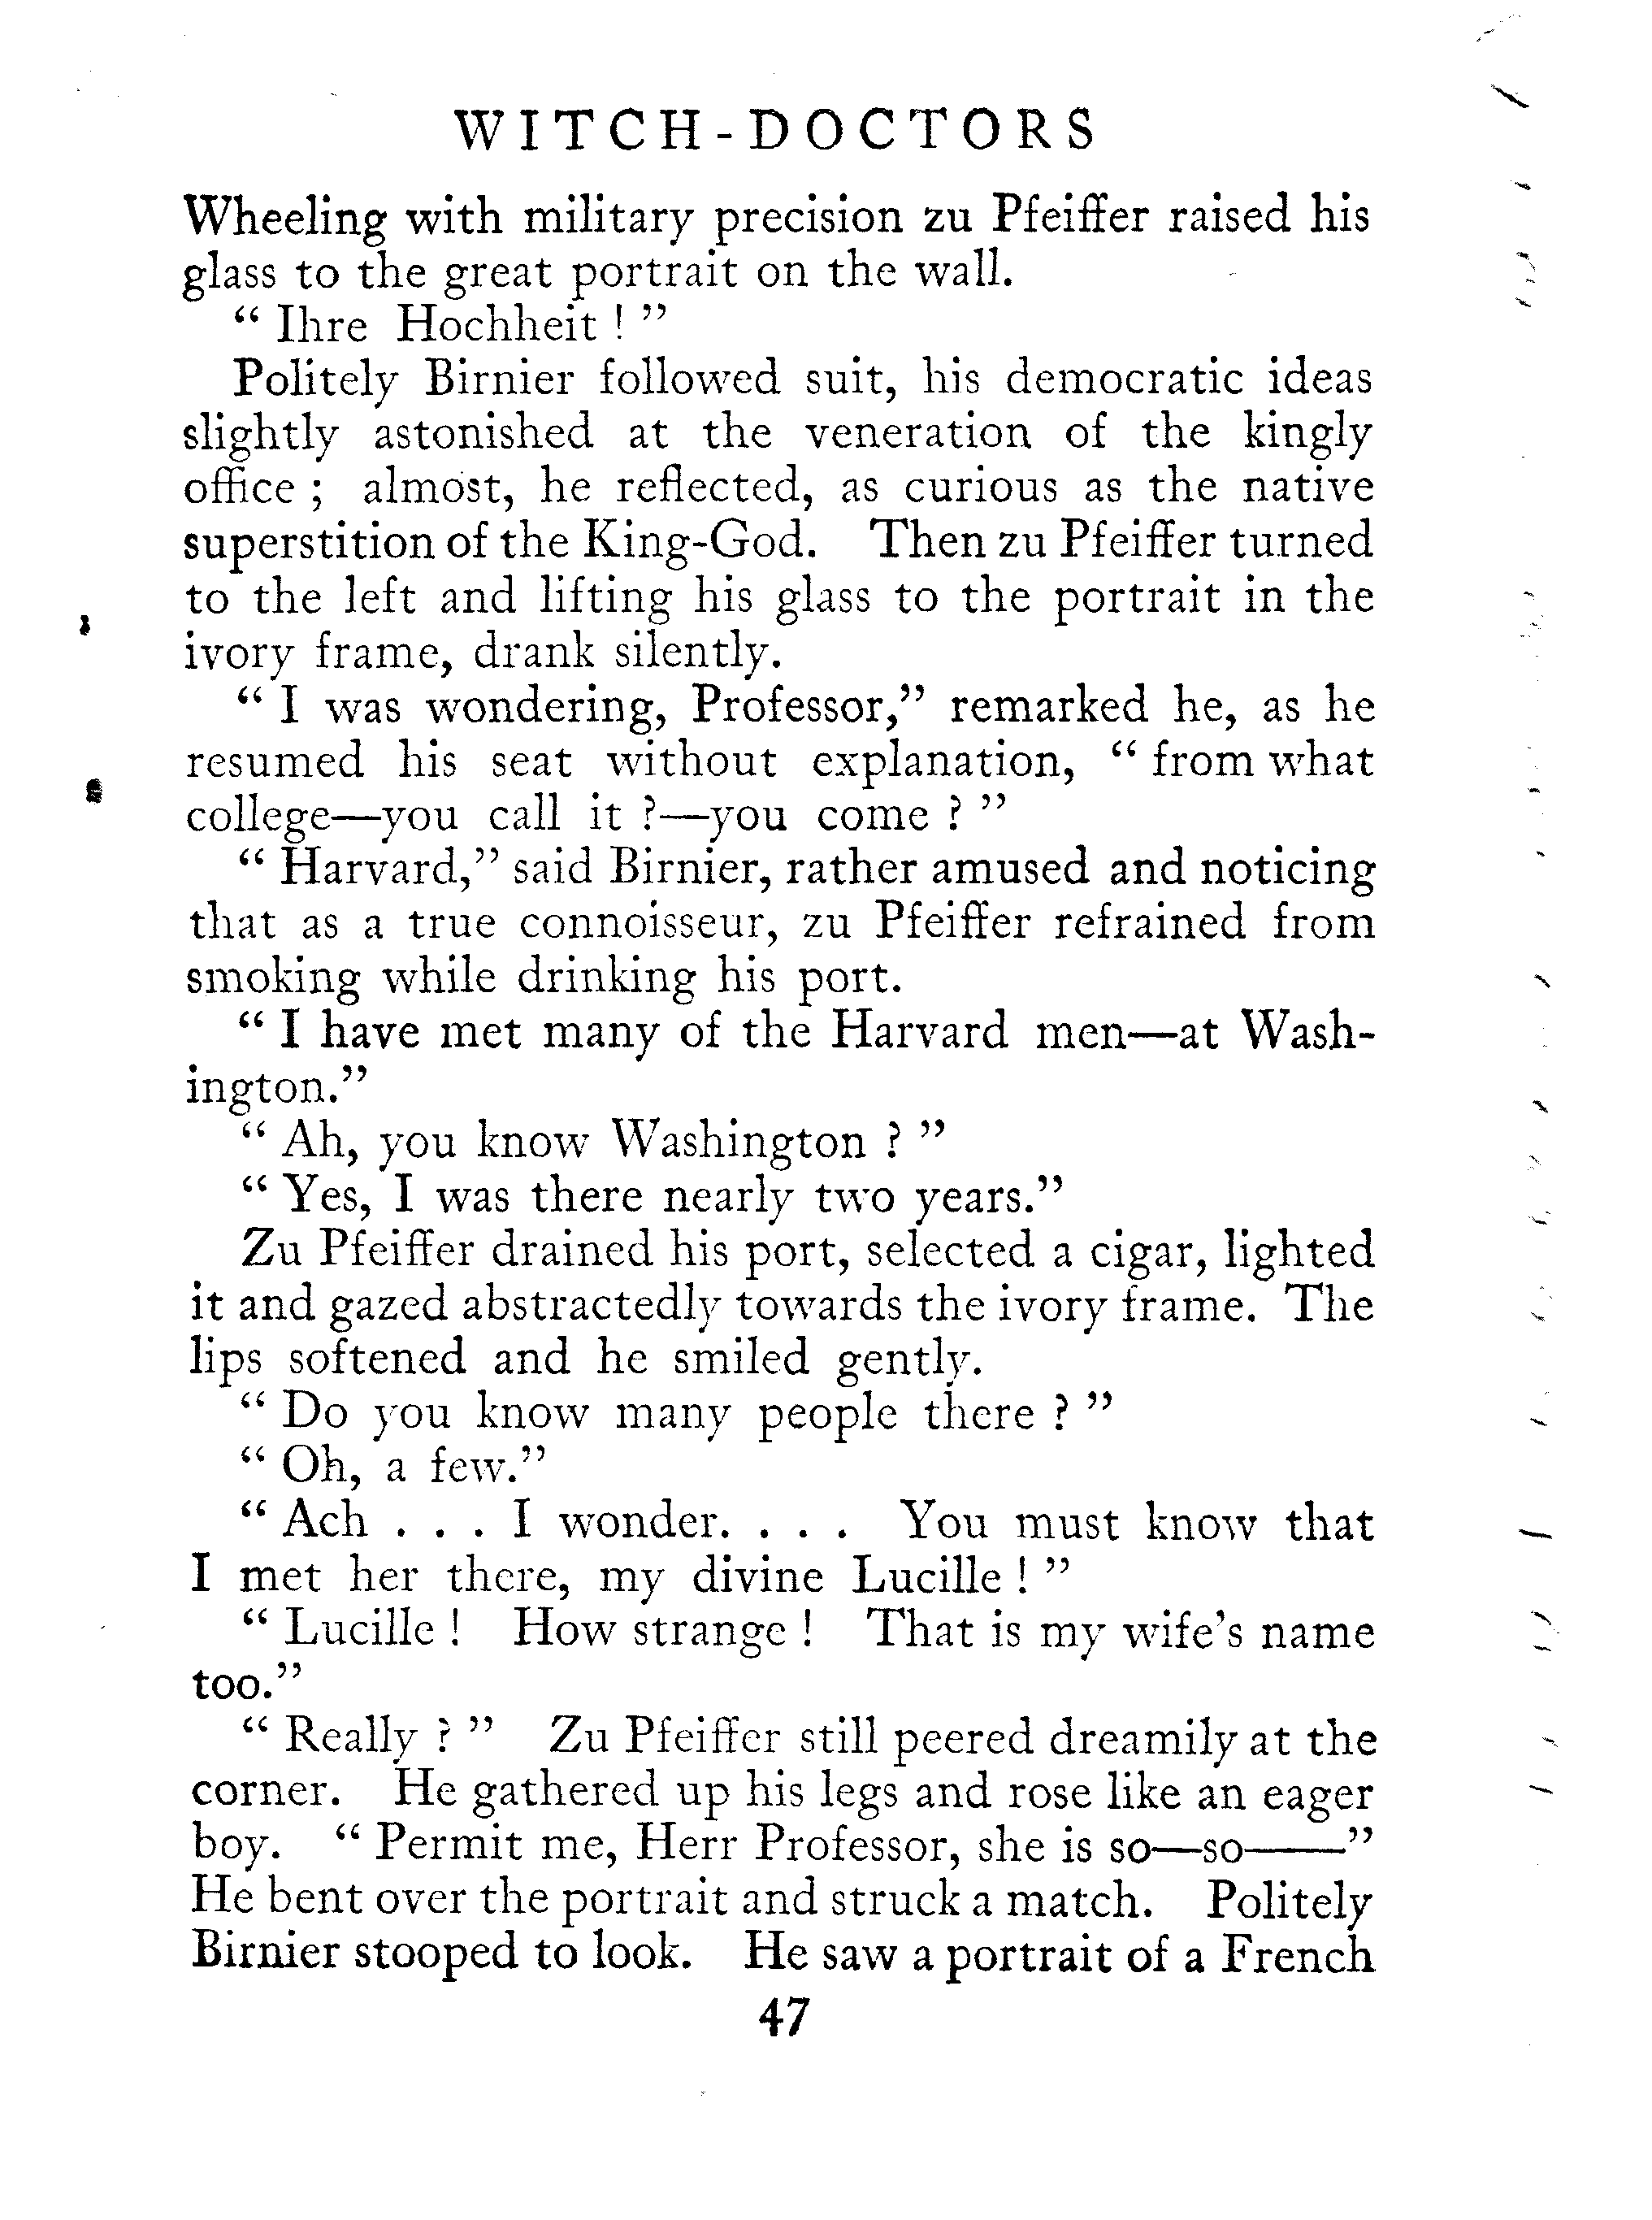 WITCH-DOCTORS
Wheeling with military precision zu Pfeiffer raised his
glass to the great portrait on the wall.
“ Ihre Hochheit ! ”
Politely Birnier followed suit, his democratic ideas
slightly astonished at the veneration of the kingly
office ; almost, he reflected, as curious as the native
superstition of the King-God. Then zu Pfeiffer turned
to the left and lifting his glass to the portrait in the
ivory frame, drank silently.
“ I was wondering, Professor,” remarked he, as he
resumed his seat without explanation, “ from what
college—you call it ?—you come ? ”
“ Harvard,” said Birnier, rather amused and noticing
that as a true connoisseur, zu Pfeiffer refrained from
smoking while drinking his port.
“ I have met many of the Harvard men—at Wash-
ington.”
“ Ah, you know Washington ? ”
“ Yes, I was there nearly two years.”
Zu Pfeiffer drained his port, selected a cigar, lighted
it and gazed abstractedly towards the ivory frame. The
lips softened and he smiled gently.
“ Do you know many people there ? ”
“ Oh, a few.”
“ Ach . . . I wonder. . . . You must know that
I met her there, my divine Lucille ! ”
“ Lucille ! How strange ! That is my wife’s name
too.”
“ Really ? ” Zu Pfeiffer still peered dreamily at the
corner. He gathered up his legs and rose like an eager
boy. “ Permit me, Herr Professor, she is so—so——”
He bent over the portrait and struck a match. Politely
Birnier stooped to look. He saw a portrait of a French
47